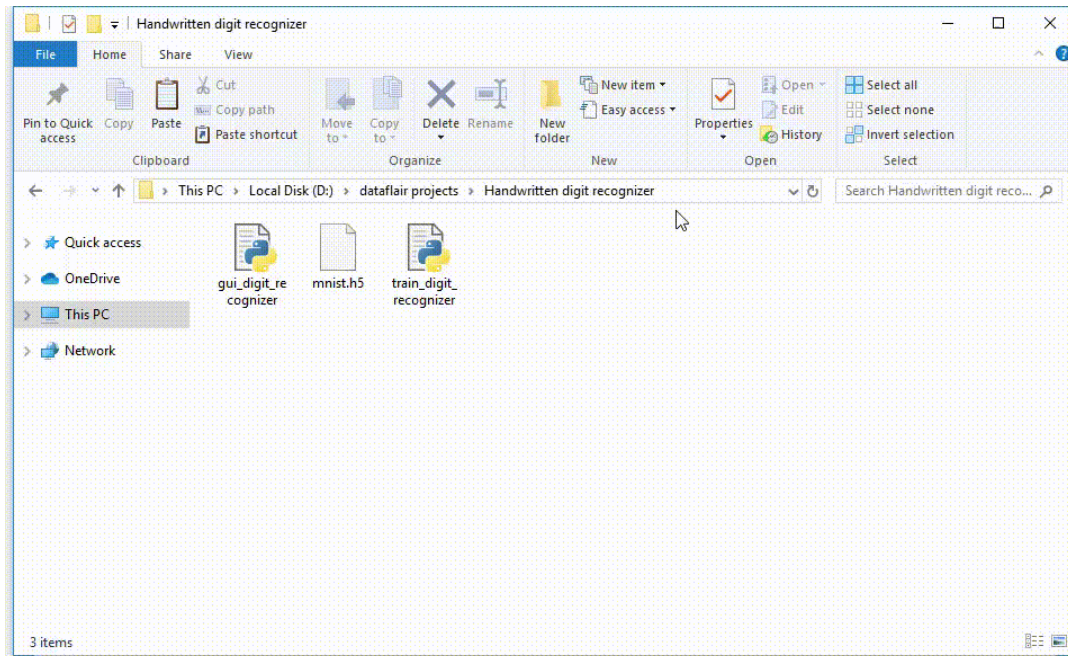 Handwritten digit recognizer
File Home Share View
Pin to Quick access
Copy
Paste
Cut
Copy path
Paste shortcut
Clipboard
Move to
Copy to
Delete
Rename
Organize
New folder
New item
Easy access
New
Properties
Open
Edit
History
Open
Select all
Select none
Invert selection
Select
This PC > Local Disk (D:) > dataflair projects > Handwritten digit recognizer
Search Handwritten digit reco...
Quick access
OneDrive
This PC
Network
gui_digit_re
cognizer
mnist.h5
train_digit_
recognizer
3 items